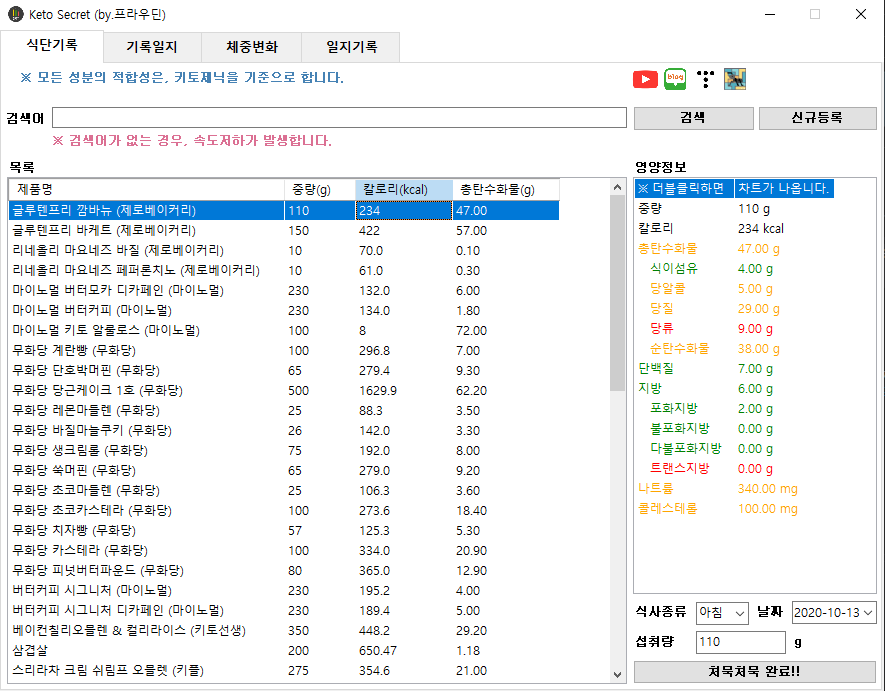 Keto Secret (by.프라우딘)
식단기록 기록일지 체중변화 일지기록
※ 모든 성분의 적합성은, 키토제닉을 기준으로 합니다.
blog
검색어 검색 신규등록
※ 검색어가 없는 경우, 속도저하가 발생합니다.
목록
제품명 중량(g) 칼로리(kcal) 총탄수화물(g)
글루텐프리 깜바뉴 (제로베이커리) 110 234 47.00
글루텐프리 바케트 (제로베이커리) 150 422 57.00
리네올리 마요네즈 바질 (제로베이커리) 10 70.0 0.10
리네올리 마요네즈 페퍼론치노 (제로베이커리) 10 61.0 0.30
마이노멀 버터모카 디카페인 (마이노멀) 230 132.0 6.00
마이노멀 버터커피 (마이노멀) 230 134.0 1.80
마이노멀 키토 알룰로스 (마이노멀) 100 8 72.00
무화당 계란빵 (무화당) 100 296.8 7.00
무화당 단호박머핀 (무화당) 65 279.4 9.30
무화당 당근케이크 1호 (무화당) 500 1629.9 62.20
무화당 레몬마들렌 (무화당) 25 88.3 3.50
무화당 바질마늘쿠키 (무화당) 26 142.0 3.30
무화당 생크림롤 (무화당) 75 192.0 8.00
무화당 쑥머핀 (무화당) 65 279.0 9.20
무화당 초코마들렌 (무화당) 25 106.3 3.60
무화당 초코카스테라 (무화당) 100 273.6 18.40
무화당 치자빵 (무화당) 57 125.3 5.30
무화당 카스테라 (무화당) 100 334.0 20.90
무화당 피넛버터파운드 (무화당) 80 365.0 12.90
버터커피 시그니처 (마이노멀) 230 195.2 4.00
버터커피 시그니처 디카페인 (마이노멀) 230 189.4 5.00
베이컨칠리오믈렌 & 컬리라이스 (키토선생) 350 448.2 29.20
삼겹살 200 650.47 1.18
스리라차 크림 쉬림프 오믈렛 (키플) 275 354.6 21.00
영양정보
※ 더블클릭하면 차트가 나옵니다.
중량 110 g
칼로리 234 kcal
총탄수화물 47.00 g
식이섬유 4.00 g
당알콜 5.00 g
당질 29.00 g
당류 9.00 g
순탄수화물 38.00 g
단백질 7.00 g
지방 6.00 g
포화지방 2.00 g
불포화지방 0.00 g
다불포화지방 0.00 g
트랜스지방 0.00 g
나트륨 340.00 mg
콜레스테롤 100.00 mg
식사종류 아침 날짜 2020-10-13
섭취량 110 g
처묵처묵 완료!!